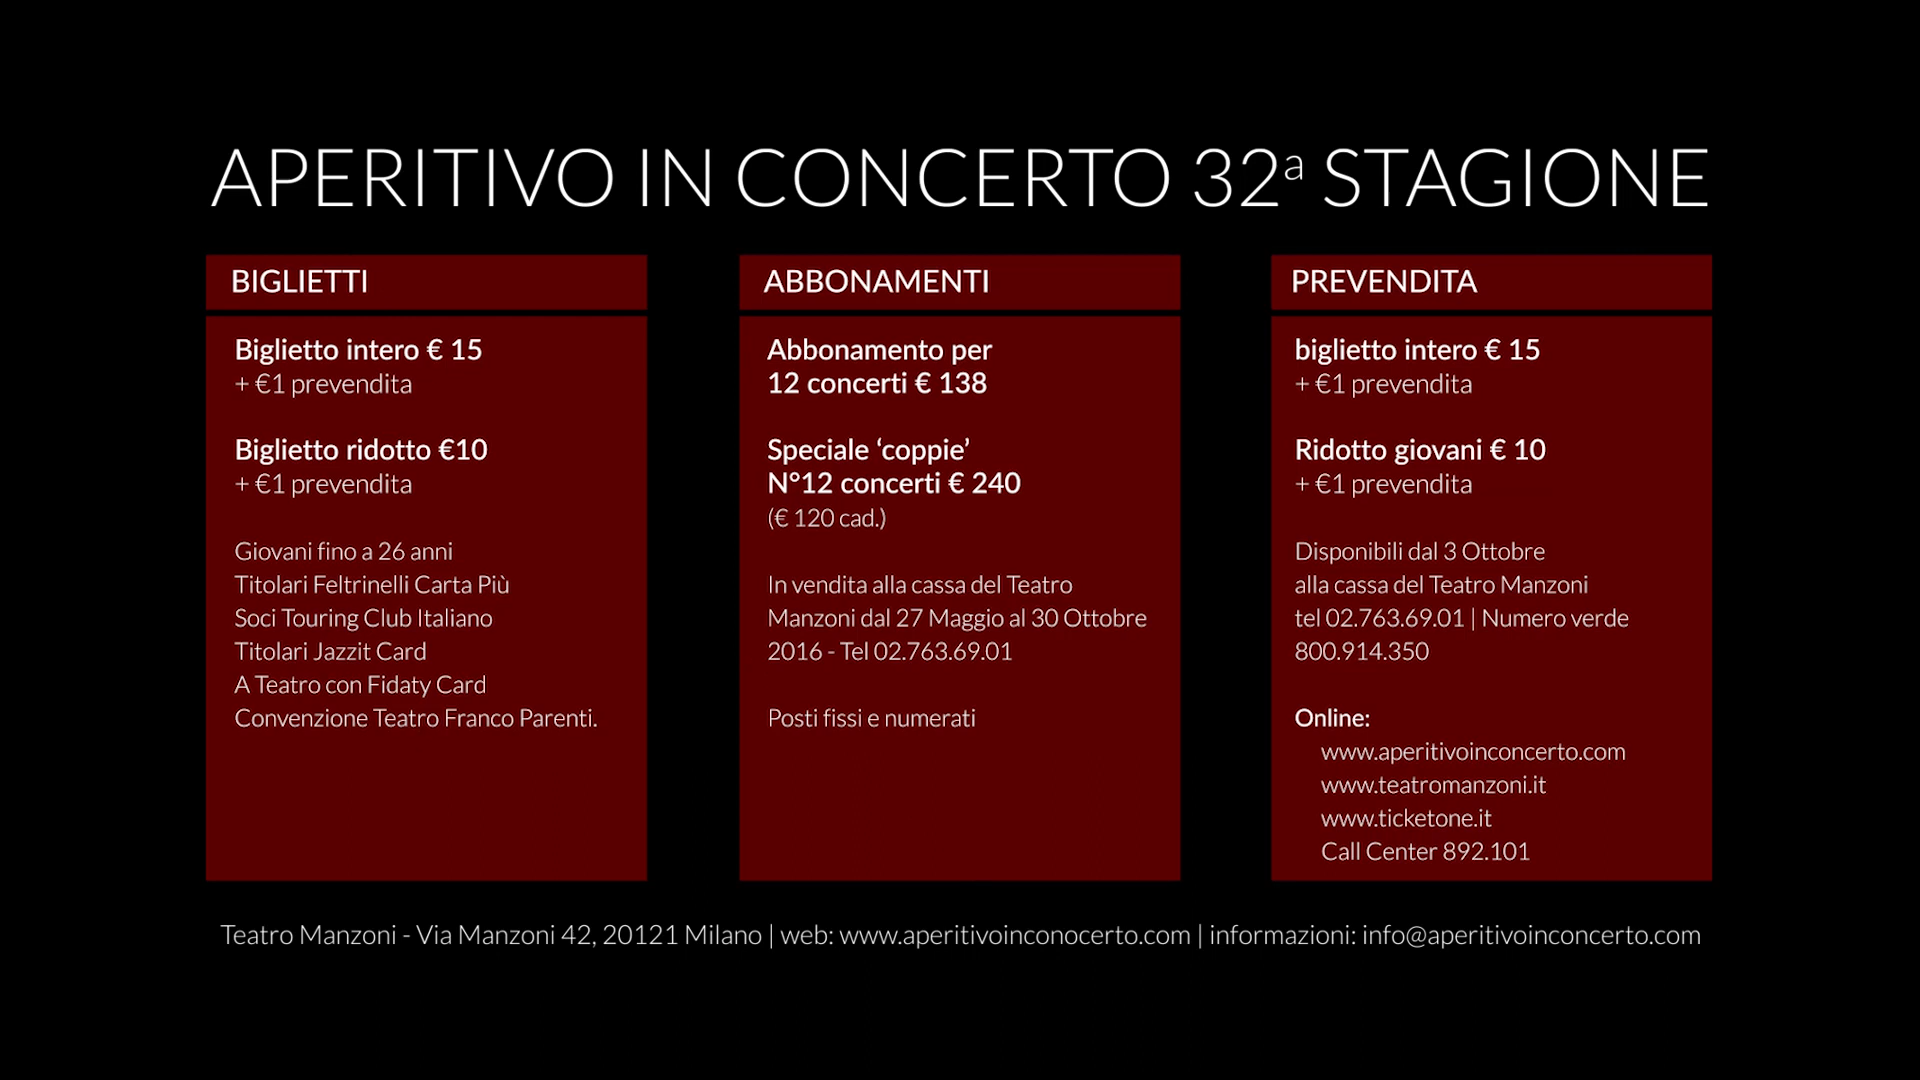 APERITIVO IN CONCERTO 32ª STAGIONE
BIGLIETTI
Biglietto intero € 15
+ €1 prevendita
Biglietto ridotto €10
+ €1 prevendita
Giovani fino a 26 anni
Titolari Feltrinelli Carta Più
Soci Touring Club Italiano
Titolari Jazzit Card
A Teatro con Fidaty Card
Convenzione Teatro Franco Parenti.
ABBONAMENTI
Abbonamento per
12 concerti € 138
Speciale ‘coppie’
N°12 concerti € 240
(€ 120 cad.)
In vendita alla cassa del Teatro
Manzoni dal 27 Maggio al 30 Ottobre
2016 - Tel 02.763.69.01
Posti fissi e numerati
PREVENDITA
biglietto intero € 15
+ €1 prevendita
Ridotto giovani € 10
+ €1 prevendita
Disponibili dal 3 Ottobre
alla cassa del Teatro Manzoni
tel 02.763.69.01 | Numero verde
800.914.350
Online:
www.aperitivoinconcerto.com
www.teatromanzoni.it
www.ticketone.it
Call Center 892.101
Teatro Manzoni - Via Manzoni 42, 20121 Milano | web: www.aperitivoinconocerto.com | informazioni: info@aperitivoinconcerto.com